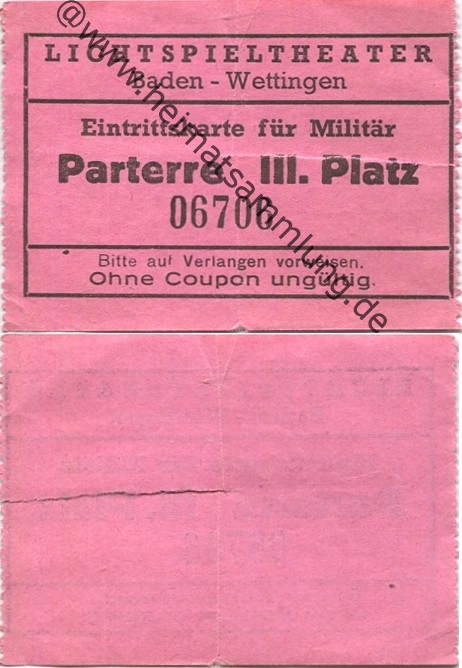 LICHTSPIELTHEATER
Baden - Wettingen
Eintrittskarte für Militär
Parterre III. Platz
06706
Bitte auf Verlangen vorweisen.
Ohne Coupon ungültig.
@www.heimatsammlung.de